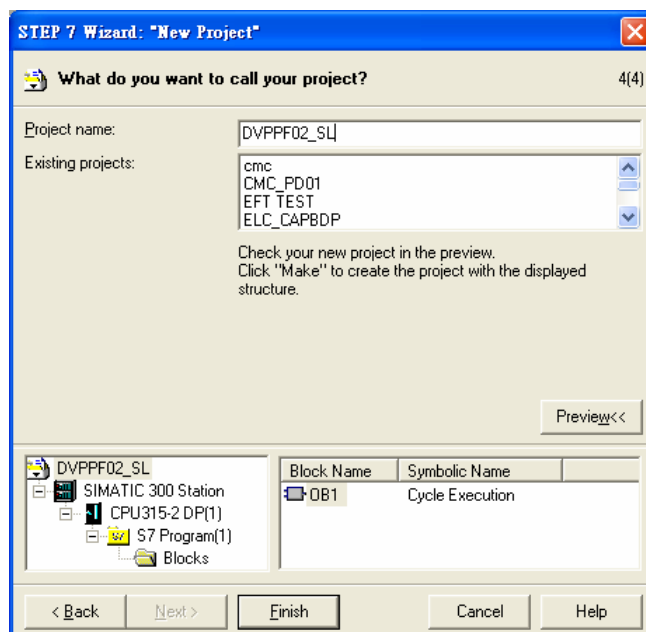 STEP 7 Wizard: "New Project"
What do you want to call your project?
4(4)
Project name:
DVPPF02_SL
Existing projects:
cmc
CMC_PD01
EFT TEST
ELC_CAPBDP
Check your new project in the preview.
Click "Make" to create the project with the displayed
structure.
Preview<<
DVPPF02_SL
SIMATIC 300 Station
CPU315-2 DP(1)
S7 Program(1)
Blocks
Block Name
Symbolic Name
OB1
Cycle Execution
< Back
Next >
Finish
Cancel
Help